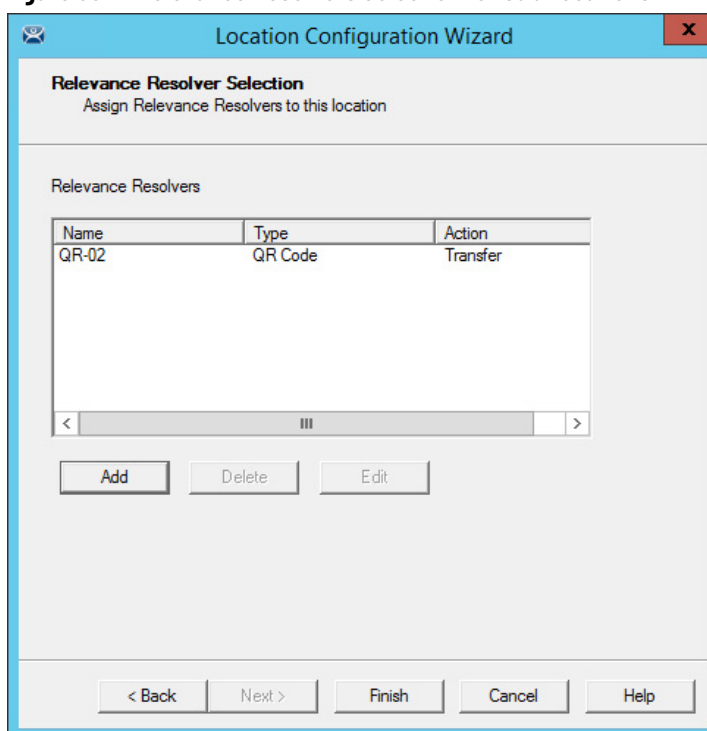 Location Configuration Wizard
x
Relevance Resolver Selection
Assign Relevance Resolvers to this location
Relevance Resolvers
Name Type Action
QR-02 QR Code Transfer
< III >
Add Delete Edit
< Back Next > Finish Cancel Help